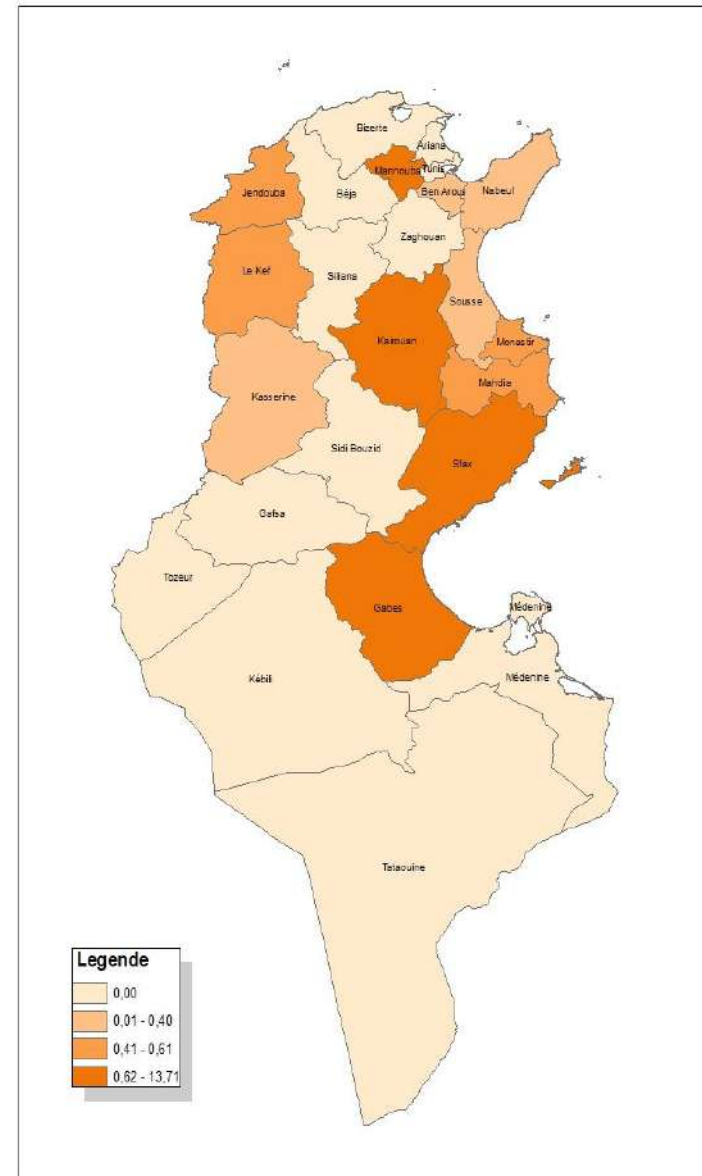 Bizerte
Ariana
Mannouba
Tunis
Jendouba
Béja
Ben Arous
Nabeul
Zaghouan
Le Kef
Siliana
Sousse
Kairouan
Monastir
Kasserine
Mahdia
Sidi Bouzid
Sfax
Gafsa
Tozeur
Gabes
Médenine
Kébili
Médenine
Tataouine
Legende
0,00
0,01 - 0,40
0,41 - 0,61
0,62 - 13,71